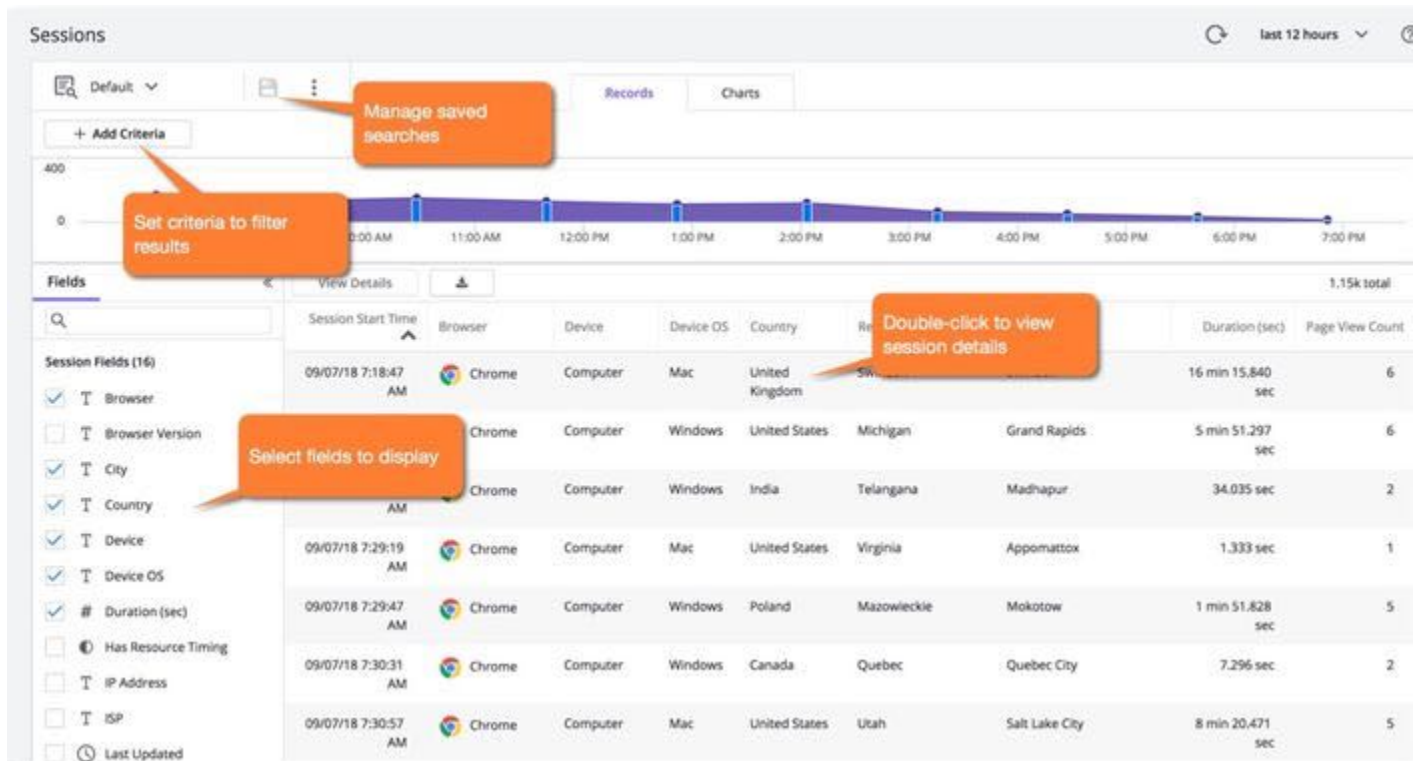 Sessions
last 12 hours
Default
Records
Charts
Manage saved
searches
+ Add Criteria
400
0
Set criteria to filter
results
11:00 AM
12:00 PM
1:00 PM
2:00 PM
3:00 PM
4:00 PM
5:00 PM
6:00 PM
7:00 PM
Fields
View Details
1.15k total
Session Start Time
Browser
Device
Device OS
Country
Double-click to view
session details
Duration (sec)
Page View Count
Session Fields (16)
T Browser
T Browser Version
T City
T Country
T Device
T Device OS
# Duration (sec)
Has Resource Timing
T IP Address
T ISP
Last Updated
Select fields to display
09/07/18 7:18:47
AM
Chrome
Computer
Mac
United
Kingdom
16 min 15.840
sec
6
Chrome
Computer
Windows
United States
Michigan
Grand Rapids
5 min 51.297
sec
6
AM
Chrome
Computer
Windows
India
Telangana
Madhapur
34.035 sec
2
09/07/18 7:29:19
AM
Chrome
Computer
Mac
United States
Virginia
Appomattox
1.333 sec
1
09/07/18 7:29:47
AM
Chrome
Computer
Windows
Poland
Mazowieckie
Mokotow
1 min 51.828
sec
5
09/07/18 7:30:31
AM
Chrome
Computer
Windows
Canada
Quebec
Quebec City
7.296 sec
2
09/07/18 7:30:57
AM
Chrome
Computer
Mac
United States
Utah
Salt Lake City
8 min 20.471
sec
5